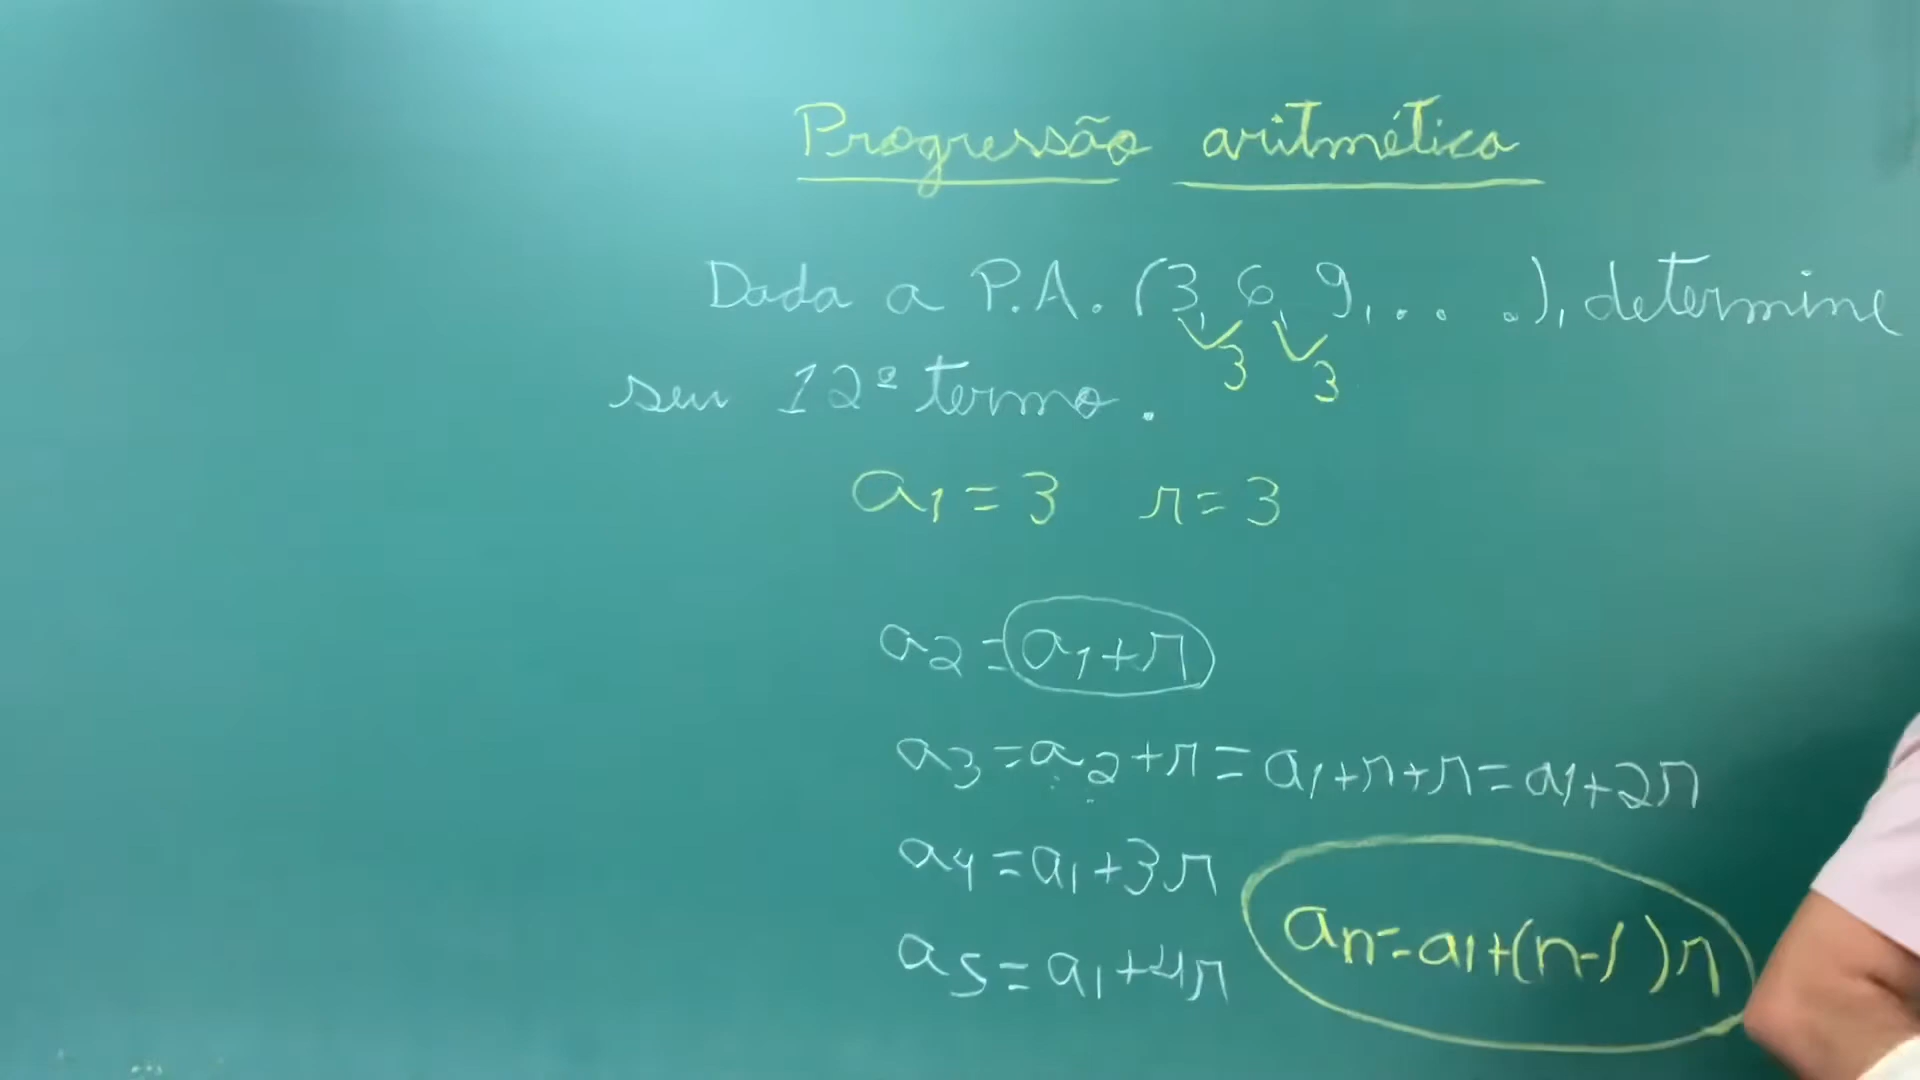 Progressão aritmética
Dada a P.A. (3, 6, 9, . . . .), determine
3 3
seu 12º termo.
a1 = 3 r = 3
a2 = a1 + r
a3 = a2 + r = a1 + r + r = a1 + 2r
a4 = a1 + 3r
a5 = a1 + 4r
an = a1 + (n-1)r